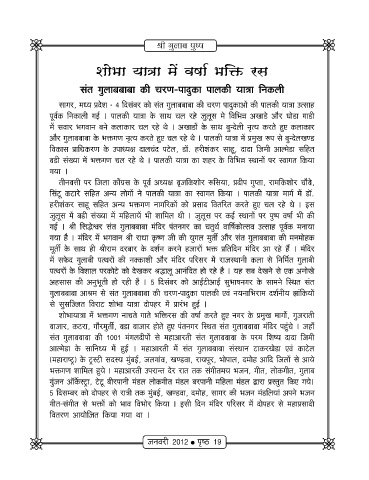 श्री गुलाब पुष्प
शोभा यात्रा में वर्षा भक्ति रस
संत गुलाबबाबा की चरण-पादुका पालकी यात्रा निकली
सागर, मध्य प्रदेश - 4 दिसंबर को संत गुलाबबाबा की चरण पादुकाओं की पालकी यात्रा उत्साह
पूर्वक निकाली गई । पालकी यात्रा के साथ चल रहे जुलूस मे विभिन्न अखाडे और घोडा गाडी
में सवार भगवान बने कलाकार चल रहे थे । अखाडों के साथ बुन्देली नृत्य करते हुए कलाकार
और गुलाबबाबा के भक्तगण नृत्य करते हुए चल रहे थे । पालकी यात्रा में प्रमुख रूप से बुन्देलखण्ड
विकास प्राधिकरण के उपाध्यक्ष दालचंद पटेल, डॉ. हरीशंकर साहू, दादा जिमी आल्मेडा सहित
बडी संख्या में भक्तगण चल रहे थे । पालकी यात्रा का शहर के विभिन्न स्थानों पर स्वागत किया
गया ।
तीनबत्ती पर जिला काँग्रेस के पूर्व अध्यक्ष बृजकिशोर रुसिया, प्रदीप गुप्ता, रामकिशोर चौबे,
सिंटू कटारे सहित अन्य लोगों ने पालकी यात्रा का स्वागत किया । पालकी यात्रा मार्ग में डॉ.
हरीशंकर साहू सहित अन्य भक्तगण नागरिकों को प्रसाद वितरित करते हुए चल रहे थे । इस
जुलूस मे बडी संख्या में महिलायें भी शामिल थी । जुलूस पर कई स्थानों पर पुष्प वर्षा भी की
गई । श्री सिद्धेश्वर संत गुलाबबाबा मंदिर पंतनगर का चतुर्थ वार्षिकोत्सव उत्साह पूर्वक मनाया
गया है । मंदिर में भगवान श्री राधा कृष्ण जी की युगल मुर्ती और संत गुलाबबाबा की मनमोहक
मूर्ती के साथ ही श्रीराम दरबार के दर्शन करने हजारों भक्त प्रतिदिन मंदिर आ रहे हैं । मंदिर
में सफेद गुलाबी पत्थरों की नक्काशी और मंदिर परिसर में राजस्थानी कला से निर्मित गुलाबी
पत्थरों के विशाल परकोटे को देखकर श्रद्धालू आनंदित हो रहे है । यह सब देखने से एक अनोखे
अहसास की अनुभूती हो रही है । 5 दिसंबर को आईटीआई सुभाषनगर के सामने स्थित संत
गुलाबबाबा आश्रम से संत गुलाबबाबा की चरण-पादुका पालकी एवं नयनाभिराम दर्शनीय झांकियों
से सुसज्जित विराट शोभा यात्रा दोपहर में प्रारंभ हुई ।
शोभायात्रा में भक्तगण नाचते गाते भक्तिरस की वर्षा करते हुए नगर के प्रमुख मार्गो, गुजराती
बाजार, कटरा, गौरमुर्ती, बडा बाजार होते हुए पंतनगर स्थित संत गुलाबबाबा मंदिर पहुंचे । जहाँ
संत गुलाबबाबा की 1001 मंगलदीपों से महाआरती संत गुलाबबाबा के परम शिष्य दादा जिमी
आल्मेडा के सानिध्य में हुई । महाआरती में संत गुलाबबाबा संस्थान टाकरखेडा एवं काटेल
(महाराष्ट्र) के ट्रस्टी सदस्य मुंबई, जलगांव, खण्डवा, रायपुर, भोपाल, दमोह आदि जिलों से आये
भक्तगण शामिल हुये । महाआरती उपरान्त देर रात तक संगीतमय भजन, गीत, लोकगीत, गुलाब
गुंजन ऑर्केस्ट्रा, टेटू बीरपानी मंडल लोकगीत मंडल बरपानी महिला मंडल द्वारा प्रस्तुत किए गये।
5 दिसम्बर को दोपहर से रात्री तक मुंबई, खण्डवा, दमोह, सागर की भजन मंडलियां अपने भजन
गीत-संगीत से भक्तों को भाव विभोर किया । इसी दिन मंदिर परिसर में दोपहर से महाप्रसादी
वितरण आयोजित किया गया था ।
जनवरी 2012 ● पृष्ठ 19